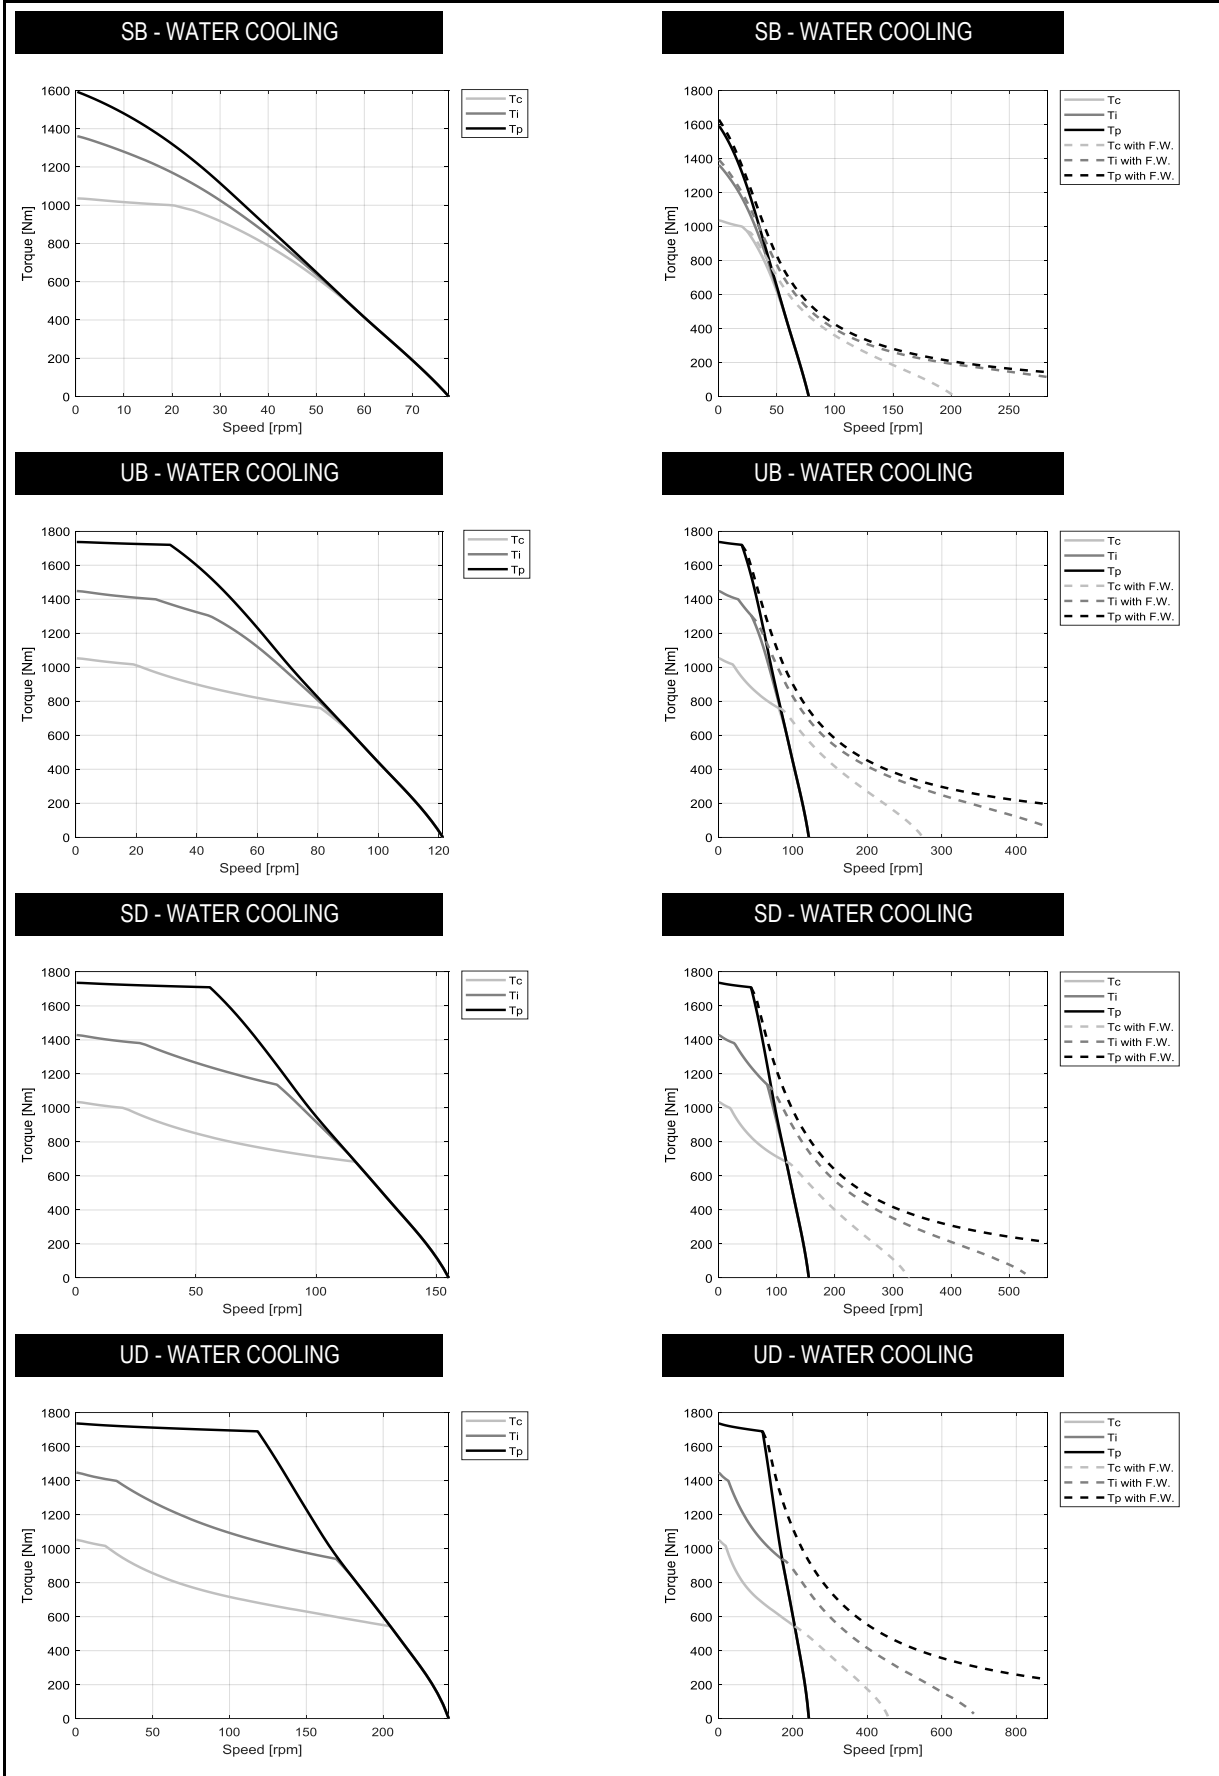 SB - WATER COOLING
1600
1400
1200
1000
800
600
400
200
0
0 10 20 30 40 50 60 70
Torque [Nm]
Speed [rpm]
Tc
Ti
Tp
SB - WATER COOLING
1800
1600
1400
1200
1000
800
600
400
200
0
0 50 100 150 200 250
Torque [Nm]
Speed [rpm]
Tc
Ti
Tp
Tc with F.W.
Ti with F.W.
Tp with F.W.
UB - WATER COOLING
1800
1600
1400
1200
1000
800
600
400
200
0
0 20 40 60 80 100 120
Torque [Nm]
Speed [rpm]
Tc
Ti
Tp
UB - WATER COOLING
1800
1600
1400
1200
1000
800
600
400
200
0
0 100 200 300 400
Torque [Nm]
Speed [rpm]
Tc
Ti
Tp
Tc with F.W.
Ti with F.W.
Tp with F.W.
SD - WATER COOLING
1800
1600
1400
1200
1000
800
600
400
200
0
0 50 100 150
Torque [Nm]
Speed [rpm]
Tc
Ti
Tp
SD - WATER COOLING
1800
1600
1400
1200
1000
800
600
400
200
0
0 100 200 300 400 500
Torque [Nm]
Speed [rpm]
Tc
Ti
Tp
Tc with F.W.
Ti with F.W.
Tp with F.W.
UD - WATER COOLING
1800
1600
1400
1200
1000
800
600
400
200
0
0 50 100 150 200
Torque [Nm]
Speed [rpm]
Tc
Ti
Tp
UD - WATER COOLING
1800
1600
1400
1200
1000
800
600
400
200
0
0 200 400 600 800
Torque [Nm]
Speed [rpm]
Tc
Ti
Tp
Tc with F.W.
Ti with F.W.
Tp with F.W.